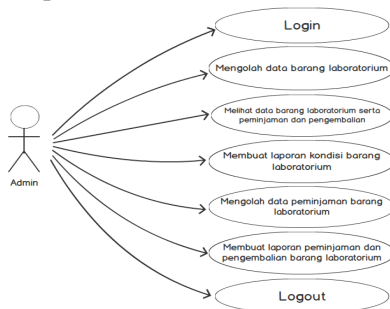 Login
Mengolah data barang laboratorium
Melihat data barang laboratorium serta
peminjaman dan pengembalian
Membuat laporan kondisi barang
laboratorium
Admin
Mengolah data peminjaman barang
laboratorium
Membuat laporan peminjaman dan
pengembalian barang laboratorium
Logout